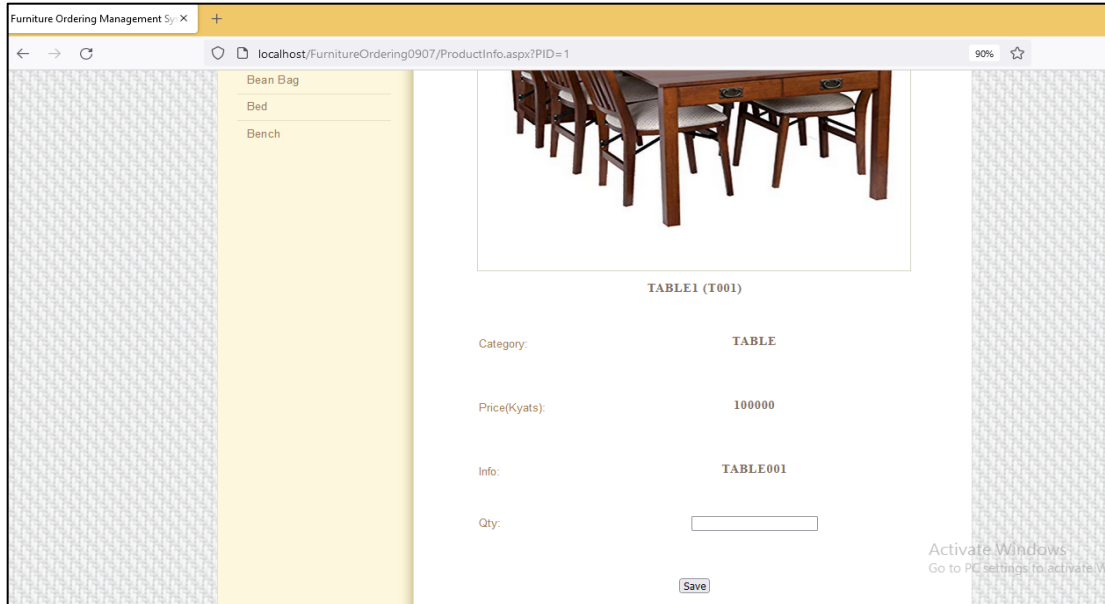 Furniture Ordering Management Sy
localhost/FurnitureOrdering0907/ProductInfo.aspx?PID=1
90%
Bean Bag
Bed
Bench
TABLE1 (T001)
Category: TABLE
Price(Kyats): 100000
Info: TABLE001
Qty:
Save
Activate Windows
Go to PC settings to activate W